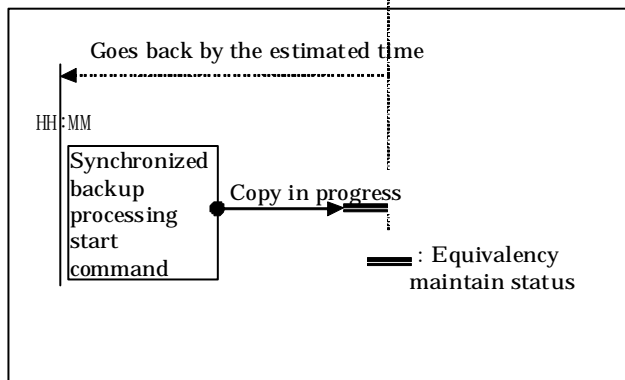 Goes back by the estimated time
HH:MM
Synchronized
backup
processing
start
command
Copy in progress
: Equivalency
maintain status